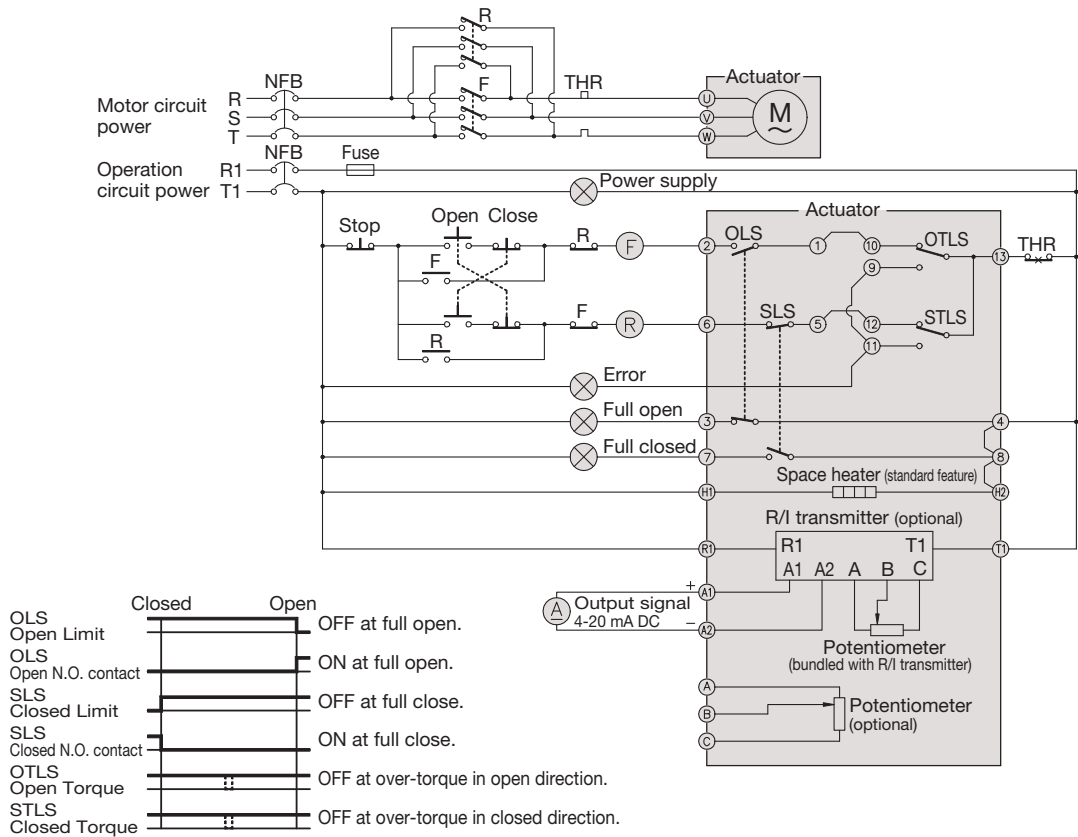 R
NFB
F
THR
Actuator
Motor circuit
power
R
S
T
U
V
W
M
NFB
Fuse
Operation
circuit power
R1
T1
Power supply
Actuator
Stop
Open
Close
R
F
2
OLS
1
10
OTLS
13
THR
F
9
F
R
6
SLS
5
12
STLS
R
11
Error
Full open
3
4
Full closed
7
8
Space heater (standard feature)
H1
H2
R/I transmitter (optional)
R1
R1
T1
T1
A1 A2 A B C
A
Output signal
4-20 mA DC
+
A1
−
A2
Potentiometer
(bundled with R/I transmitter)
A
B
C
Potentiometer
(optional)
Closed
Open
OLS
Open Limit
OFF at full open.
OLS
Open N.O. contact
ON at full open.
SLS
Closed Limit
OFF at full close.
SLS
Closed N.O. contact
ON at full close.
OTLS
Open Torque
OFF at over-torque in open direction.
STLS
Closed Torque
OFF at over-torque in closed direction.